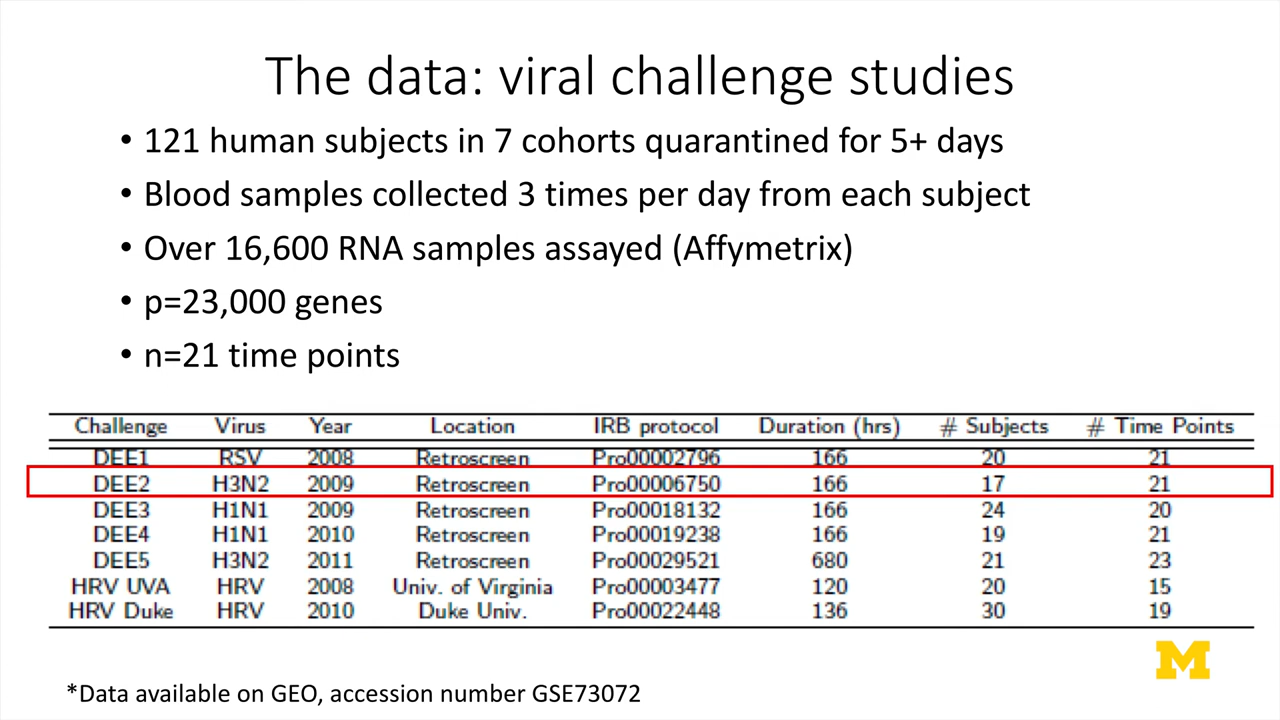 The data: viral challenge studies
• 121 human subjects in 7 cohorts quarantined for 5+ days
• Blood samples collected 3 times per day from each subject
• Over 16,600 RNA samples assayed (Affymetrix)
• p=23,000 genes
• n=21 time points
Challenge Virus Year Location IRB protocol Duration (hrs) # Subjects # Time Points
DEE1 RSV 2008 Retroscreen Pro00002796 166 20 21
DEE2 H3N2 2009 Retroscreen Pro00006750 166 17 21
DEE3 H1N1 2009 Retroscreen Pro00018132 166 24 20
DEE4 H1N1 2010 Retroscreen Pro00019238 166 19 21
DEE5 H3N2 2011 Retroscreen Pro00029521 680 21 23
HRV UVA HRV 2008 Univ. of Virginia Pro00003477 120 20 15
HRV Duke HRV 2010 Duke Univ. Pro00022448 136 30 19
M
*Data available on GEO, accession number GSE73072